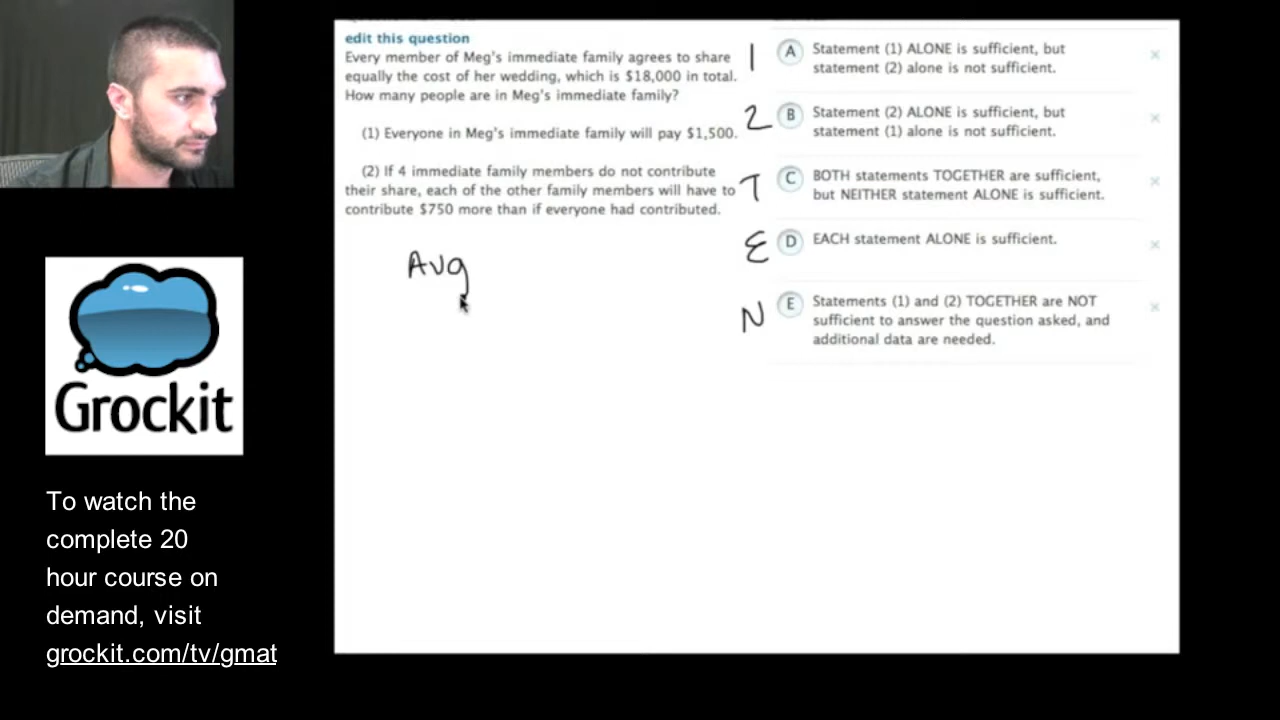 edit this question
Every member of Meg's immediate family agrees to share
equally the cost of her wedding, which is $18,000 in total.
How many people are in Meg's immediate family?
(1) Everyone in Meg's immediate family will pay $1,500.
(2) If 4 immediate family members do not contribute
their share, each of the other family members will have to
contribute $750 more than if everyone had contributed.
Avg
1 A Statement (1) ALONE is sufficient, but
statement (2) alone is not sufficient.
2 B Statement (2) ALONE is sufficient, but
statement (1) alone is not sufficient.
T C BOTH statements TOGETHER are sufficient,
but NEITHER statement ALONE is sufficient.
E D EACH statement ALONE is sufficient.
N E Statements (1) and (2) TOGETHER are NOT
sufficient to answer the question asked, and
additional data are needed.
Grockit
To watch the
complete 20
hour course on
demand, visit
grockit.com/tv/gmat